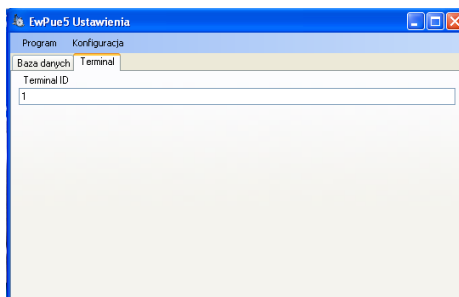 EwPue5 Ustawienia
Program Konfiguracja
Baza danych Terminal
Terminal ID
1